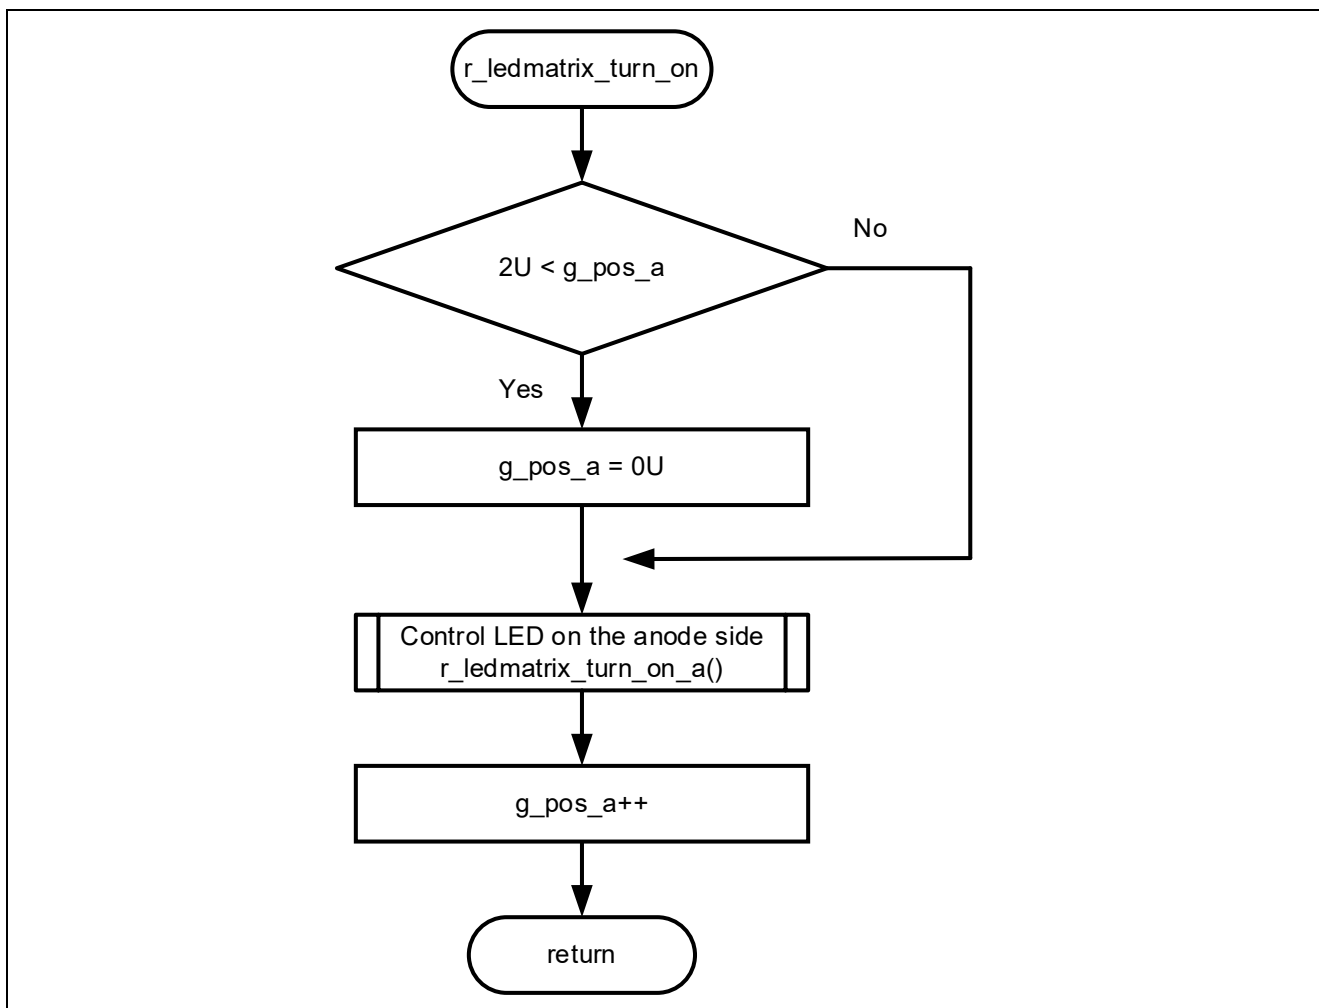 r_ledmatrix_turn_on
No
2U < g_pos_a
Yes
g_pos_a = 0U
Control LED on the anode side
r_ledmatrix_turn_on_a()
g_pos_a++
return